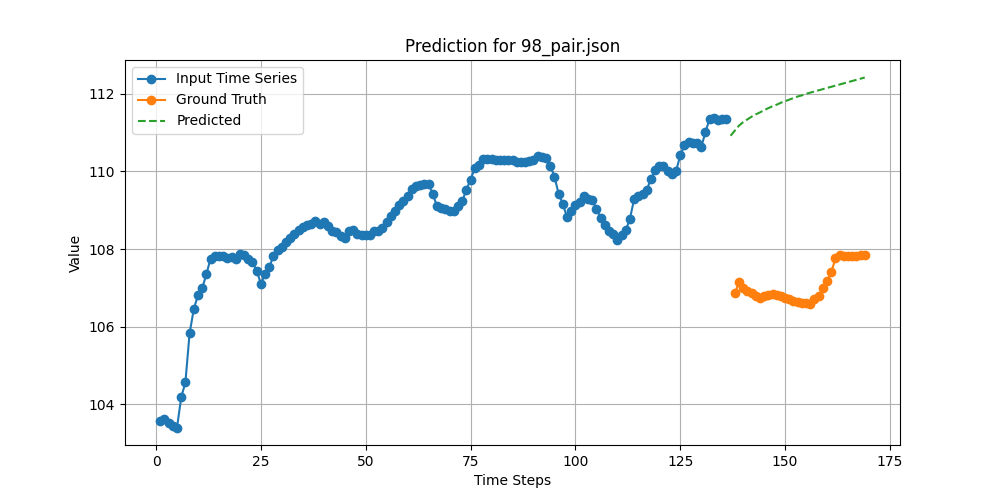 Prediction for 98_pair.json
Input Time Series
Ground Truth
Predicted
112
110
108
106
104
Value
0 25 50 75 100 125 150 175
Time Steps